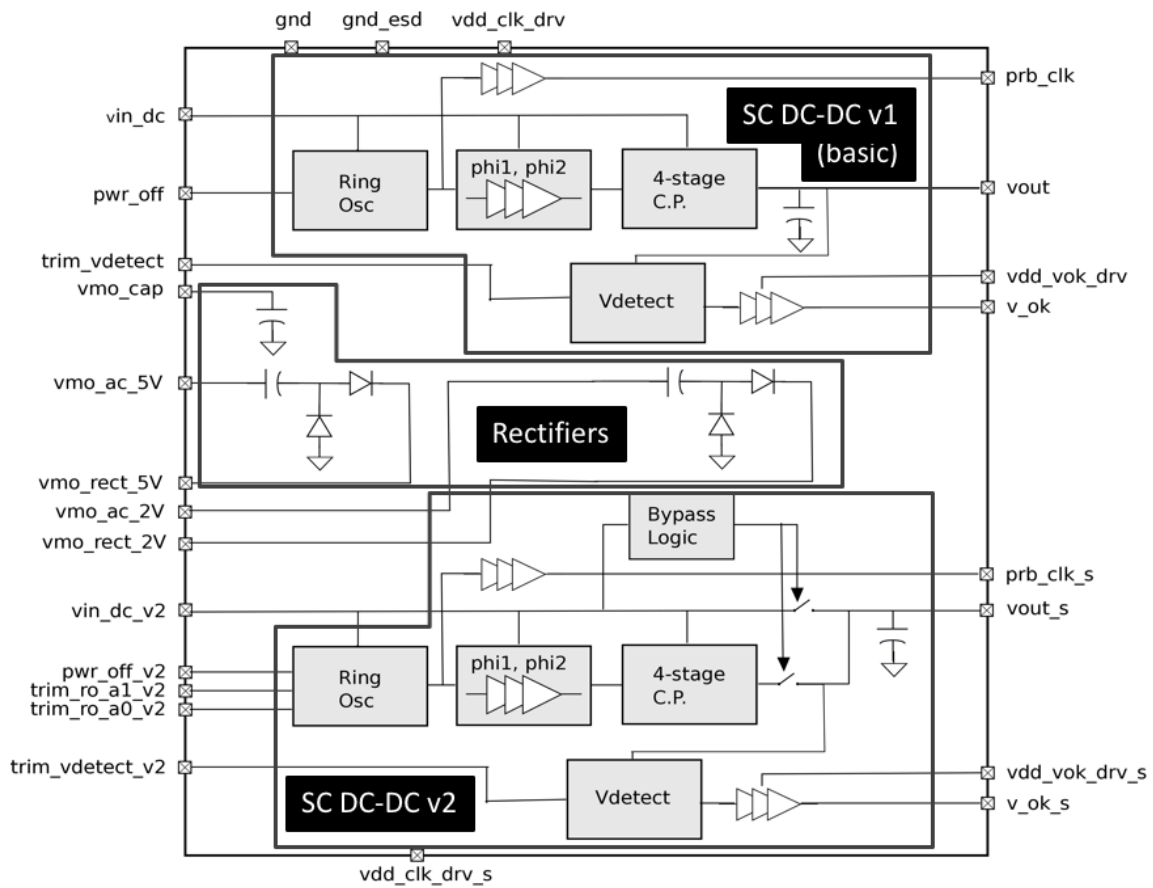 gnd
gnd_esd
vdd_clk_drv
prb_clk
vin_dc
SC DC-DC v1
(basic)
Ring
Osc
phi1, phi2
4-stage
C.P.
pwr_off
vout
trim_vdetect
vmo_cap
Vdetect
vdd_vok_drv
v_ok
vmo_ac_5V
Rectifiers
vmo_rect_5V
vmo_ac_2V
vmo_rect_2V
Bypass
Logic
prb_clk_s
vin_dc_v2
vout_s
pwr_off_v2
trim_ro_a1_v2
trim_ro_a0_v2
Ring
Osc
phi1, phi2
4-stage
C.P.
trim_vdetect_v2
SC DC-DC v2
Vdetect
vdd_vok_drv_s
v_ok_s
vdd_clk_drv_s